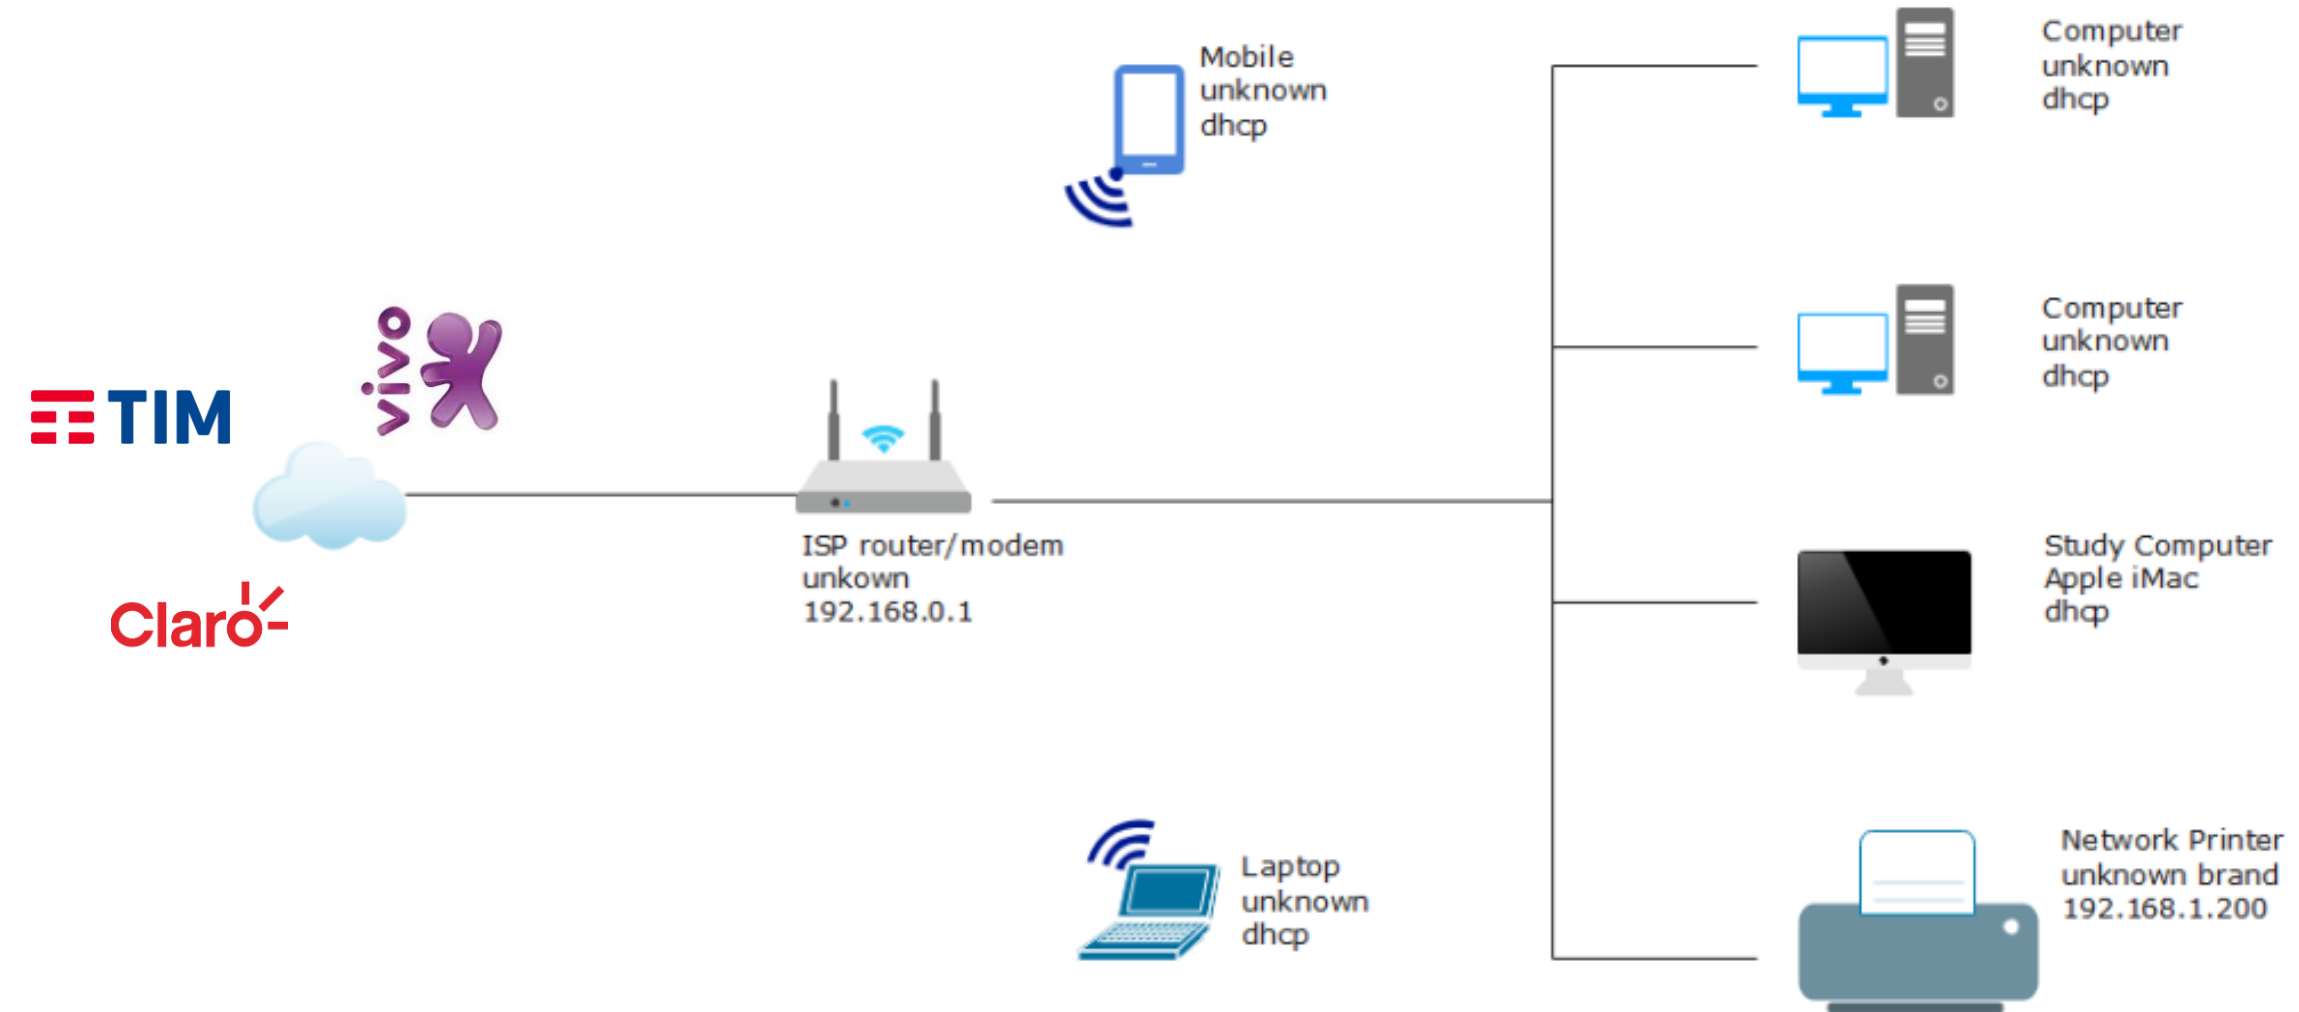 Mobile
unknown
dhcp
Computer
unknown
dhcp
vivo
TIM
Computer
unknown
dhcp
ISP router/modem
unkown
192.168.0.1
Claro
Study Computer
Apple iMac
dhcp
Laptop
unknown
dhcp
Network Printer
unknown brand
192.168.1.200